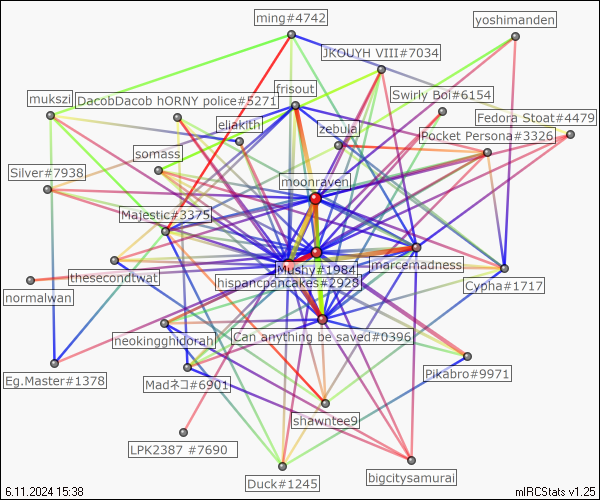 ming#4742
yoshimanden
JKOUYH VIII#7034
frisout
Swirly Boi#6154
mukszi
DacobDacob hORNY police#5271
Fedora Stoat#4479
eliakith
zebula
Pocket Persona#3326
somass
Silver#7938
moonraven
Majestic#3375
Mushy#1984
marcemadness
thesecondtwat
hispancpancakes#2928
Cypha#1717
normalwan
neokingghidorah
Can anything be saved#0396
Eg.Master#1378
Madネコ#6901
Pikabro#9971
shawntee9
LPK2387 #7690
Duck#1245
bigcitysamurai
6.11.2024 15:38
mIRCStats v1.25